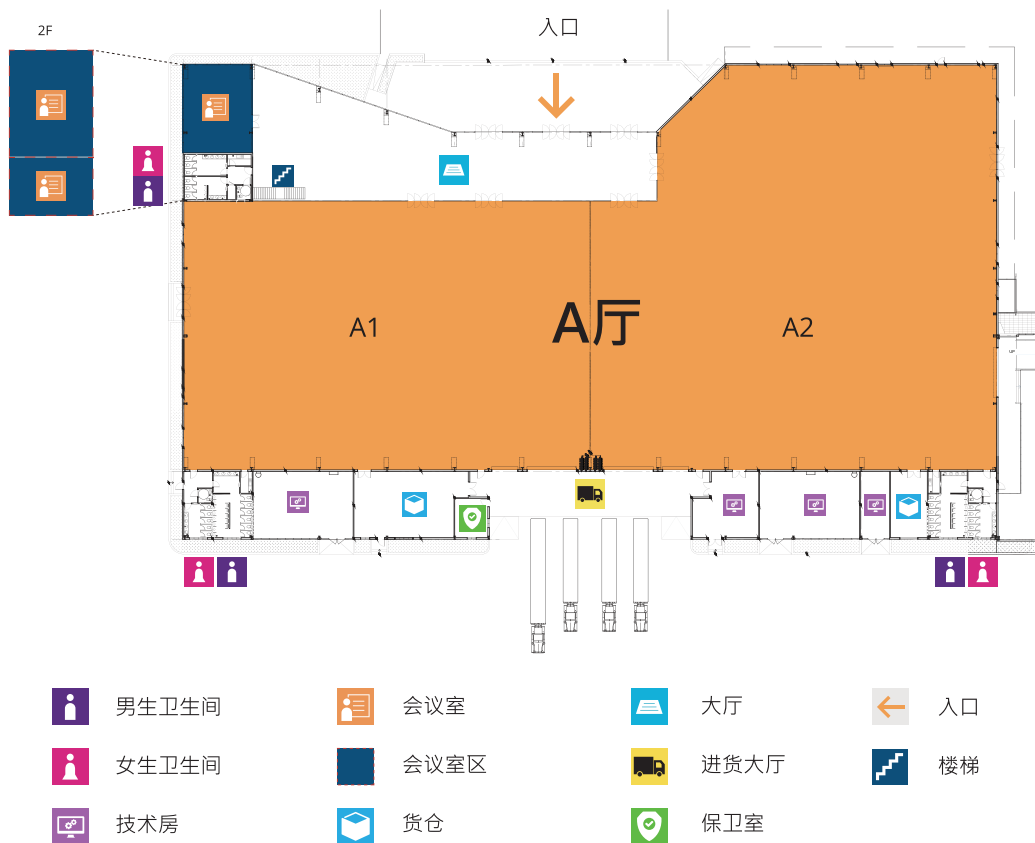 2F
入口
A厅
A1
A2
UP
男生卫生间
会议室
大厅
入口
女生卫生间
会议室区
进货大厅
楼梯
技术房
货仓
保卫室